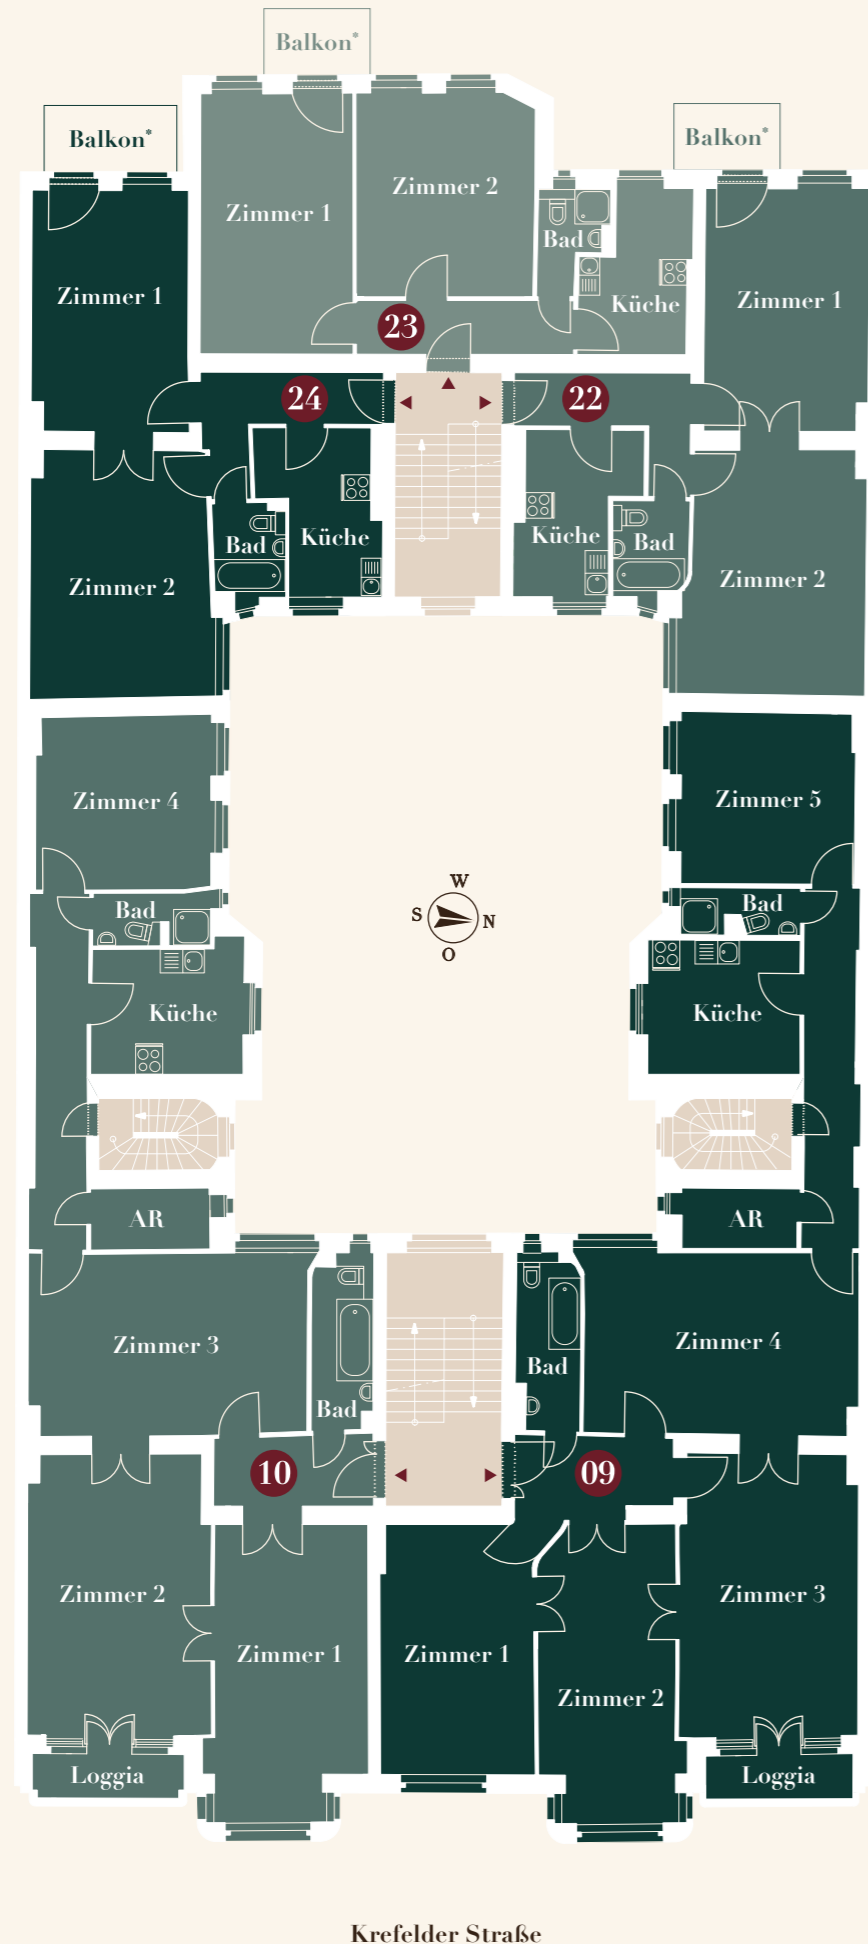 Balkon*
Balkon*
Balkon*
Zimmer 2
Zimmer 1
Bad
Zimmer 1
Küche
Zimmer 1
23
24
22
Küche
Küche
Bad
Bad
Zimmer 2
Zimmer 2
Zimmer 4
Zimmer 5
W
S
N
O
Bad
Bad
Küche
Küche
AR
AR
Zimmer 3
Zimmer 4
Bad
Bad
10
09
Zimmer 2
Zimmer 3
Zimmer 1
Zimmer 1
Zimmer 2
Loggia
Loggia
Krefelder Straße